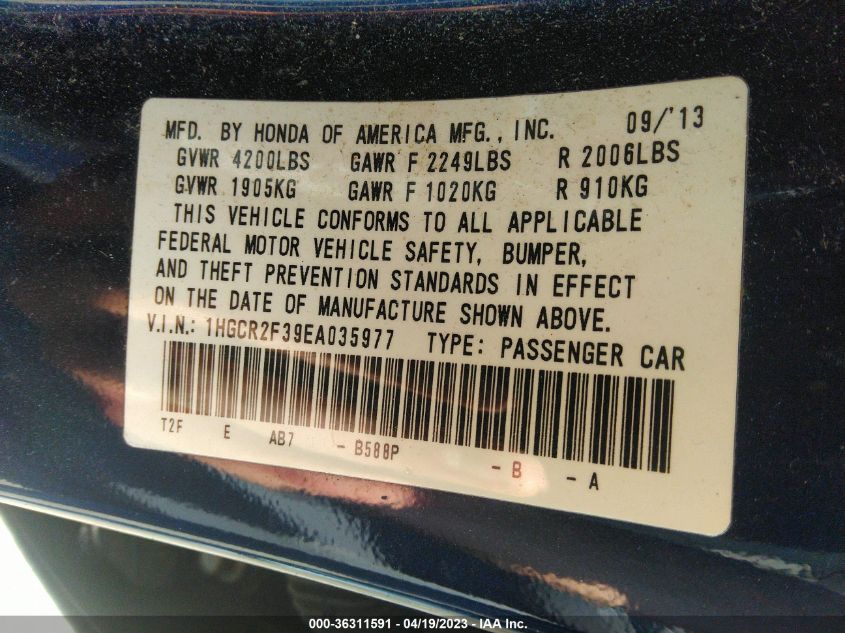 MFD. BY HONDA OF AMERICA MFG., INC. 09/'13
GVWR 4200LBS GAWR F 2249LBS R 2006LBS
GVWR 1905KG GAWR F 1020KG R 910KG
THIS VEHICLE CONFORMS TO ALL APPLICABLE
FEDERAL MOTOR VEHICLE SAFETY, BUMPER,
AND THEFT PREVENTION STANDARDS IN EFFECT
ON THE DATE OF MANUFACTURE SHOWN ABOVE.
V.I.N.: 1HGCR2F39EA035977 TYPE: PASSENGER CAR
T2F E AB7 - B588P - B - A
000-36311591 - 04/19/2023 - IAA Inc.